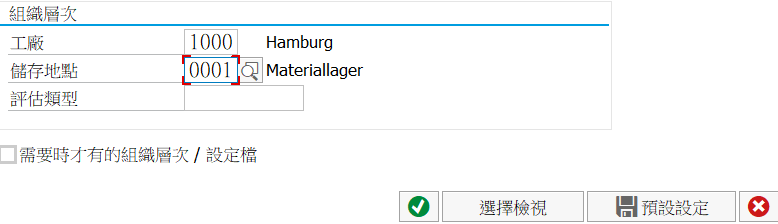 組織層次
工廠 1000 Hamburg
儲存地點 0001 Materiallager
評估類型
需要時才有的組織層次 / 設定檔
選擇檢視 預設設定